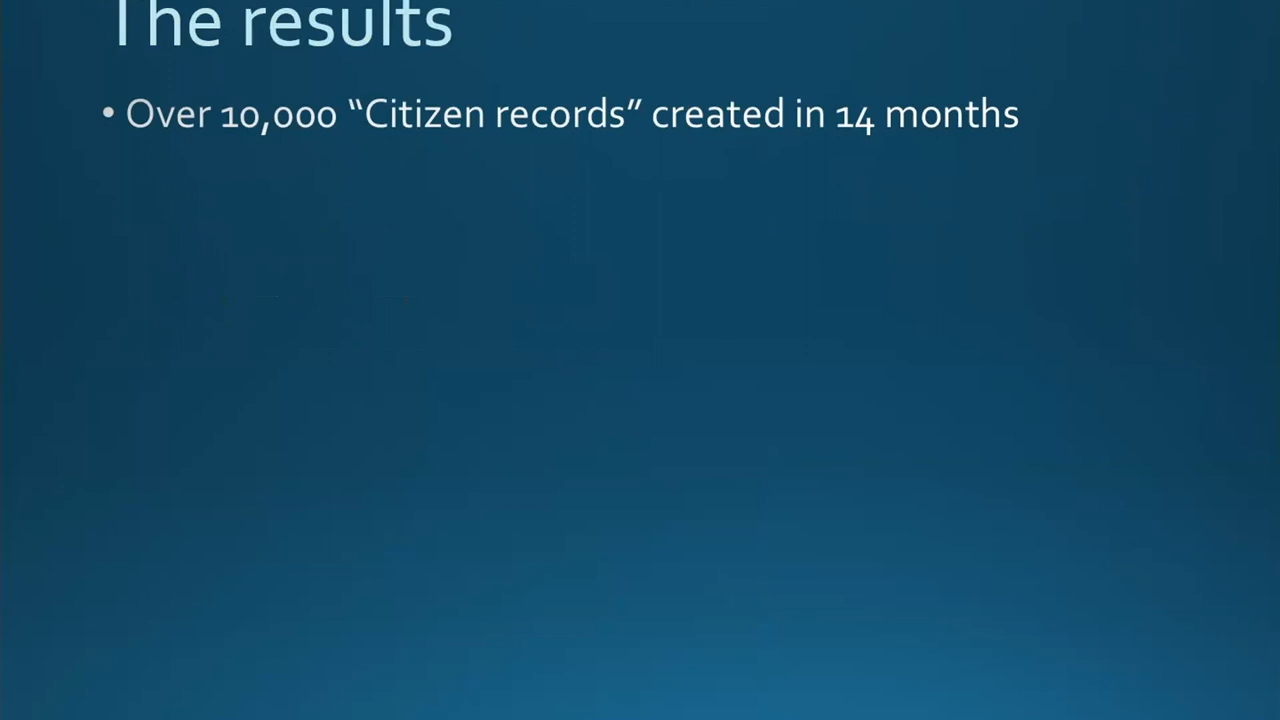 The results
• Over 10,000 “Citizen records” created in 14 months